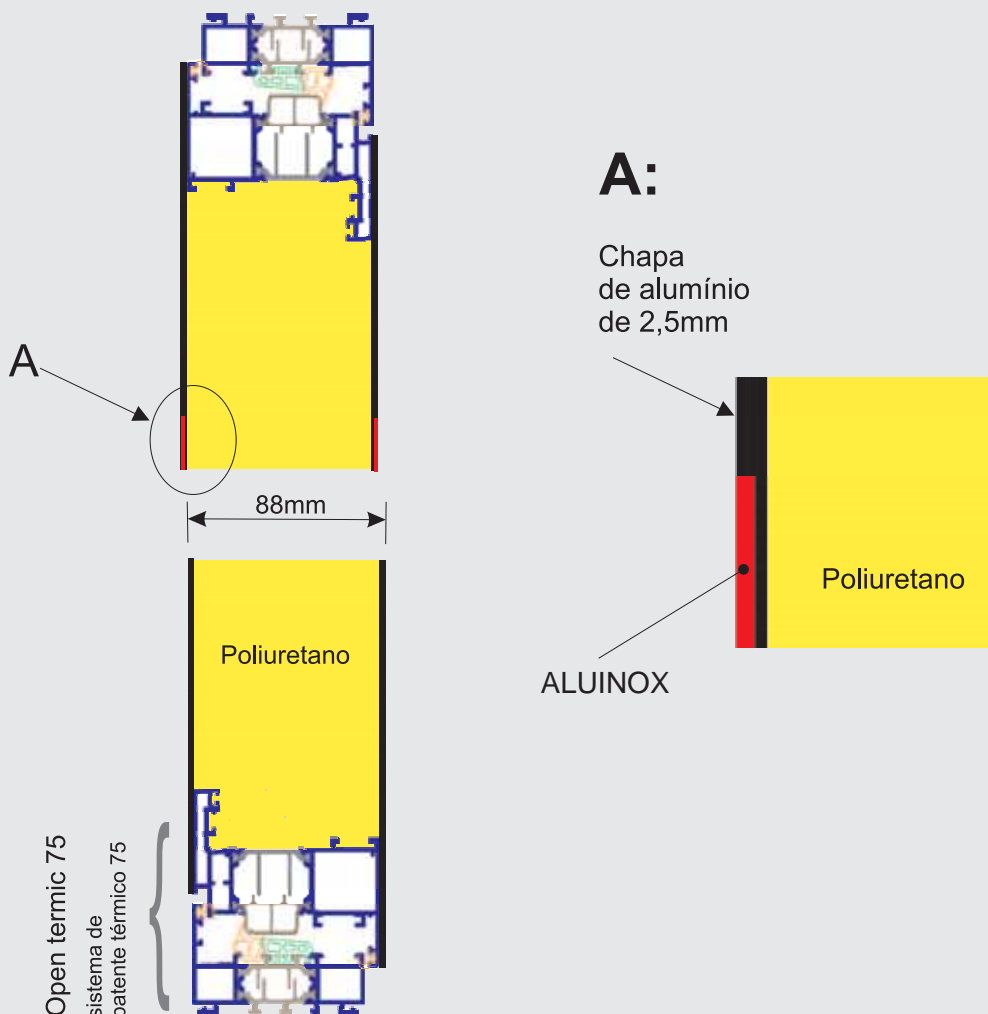 A:
Chapa
de alumínio
de 2,5mm
A
88mm
Poliuretano
Poliuretano
ALUINOX
Open termic 75
sistema de
patente térmico 75